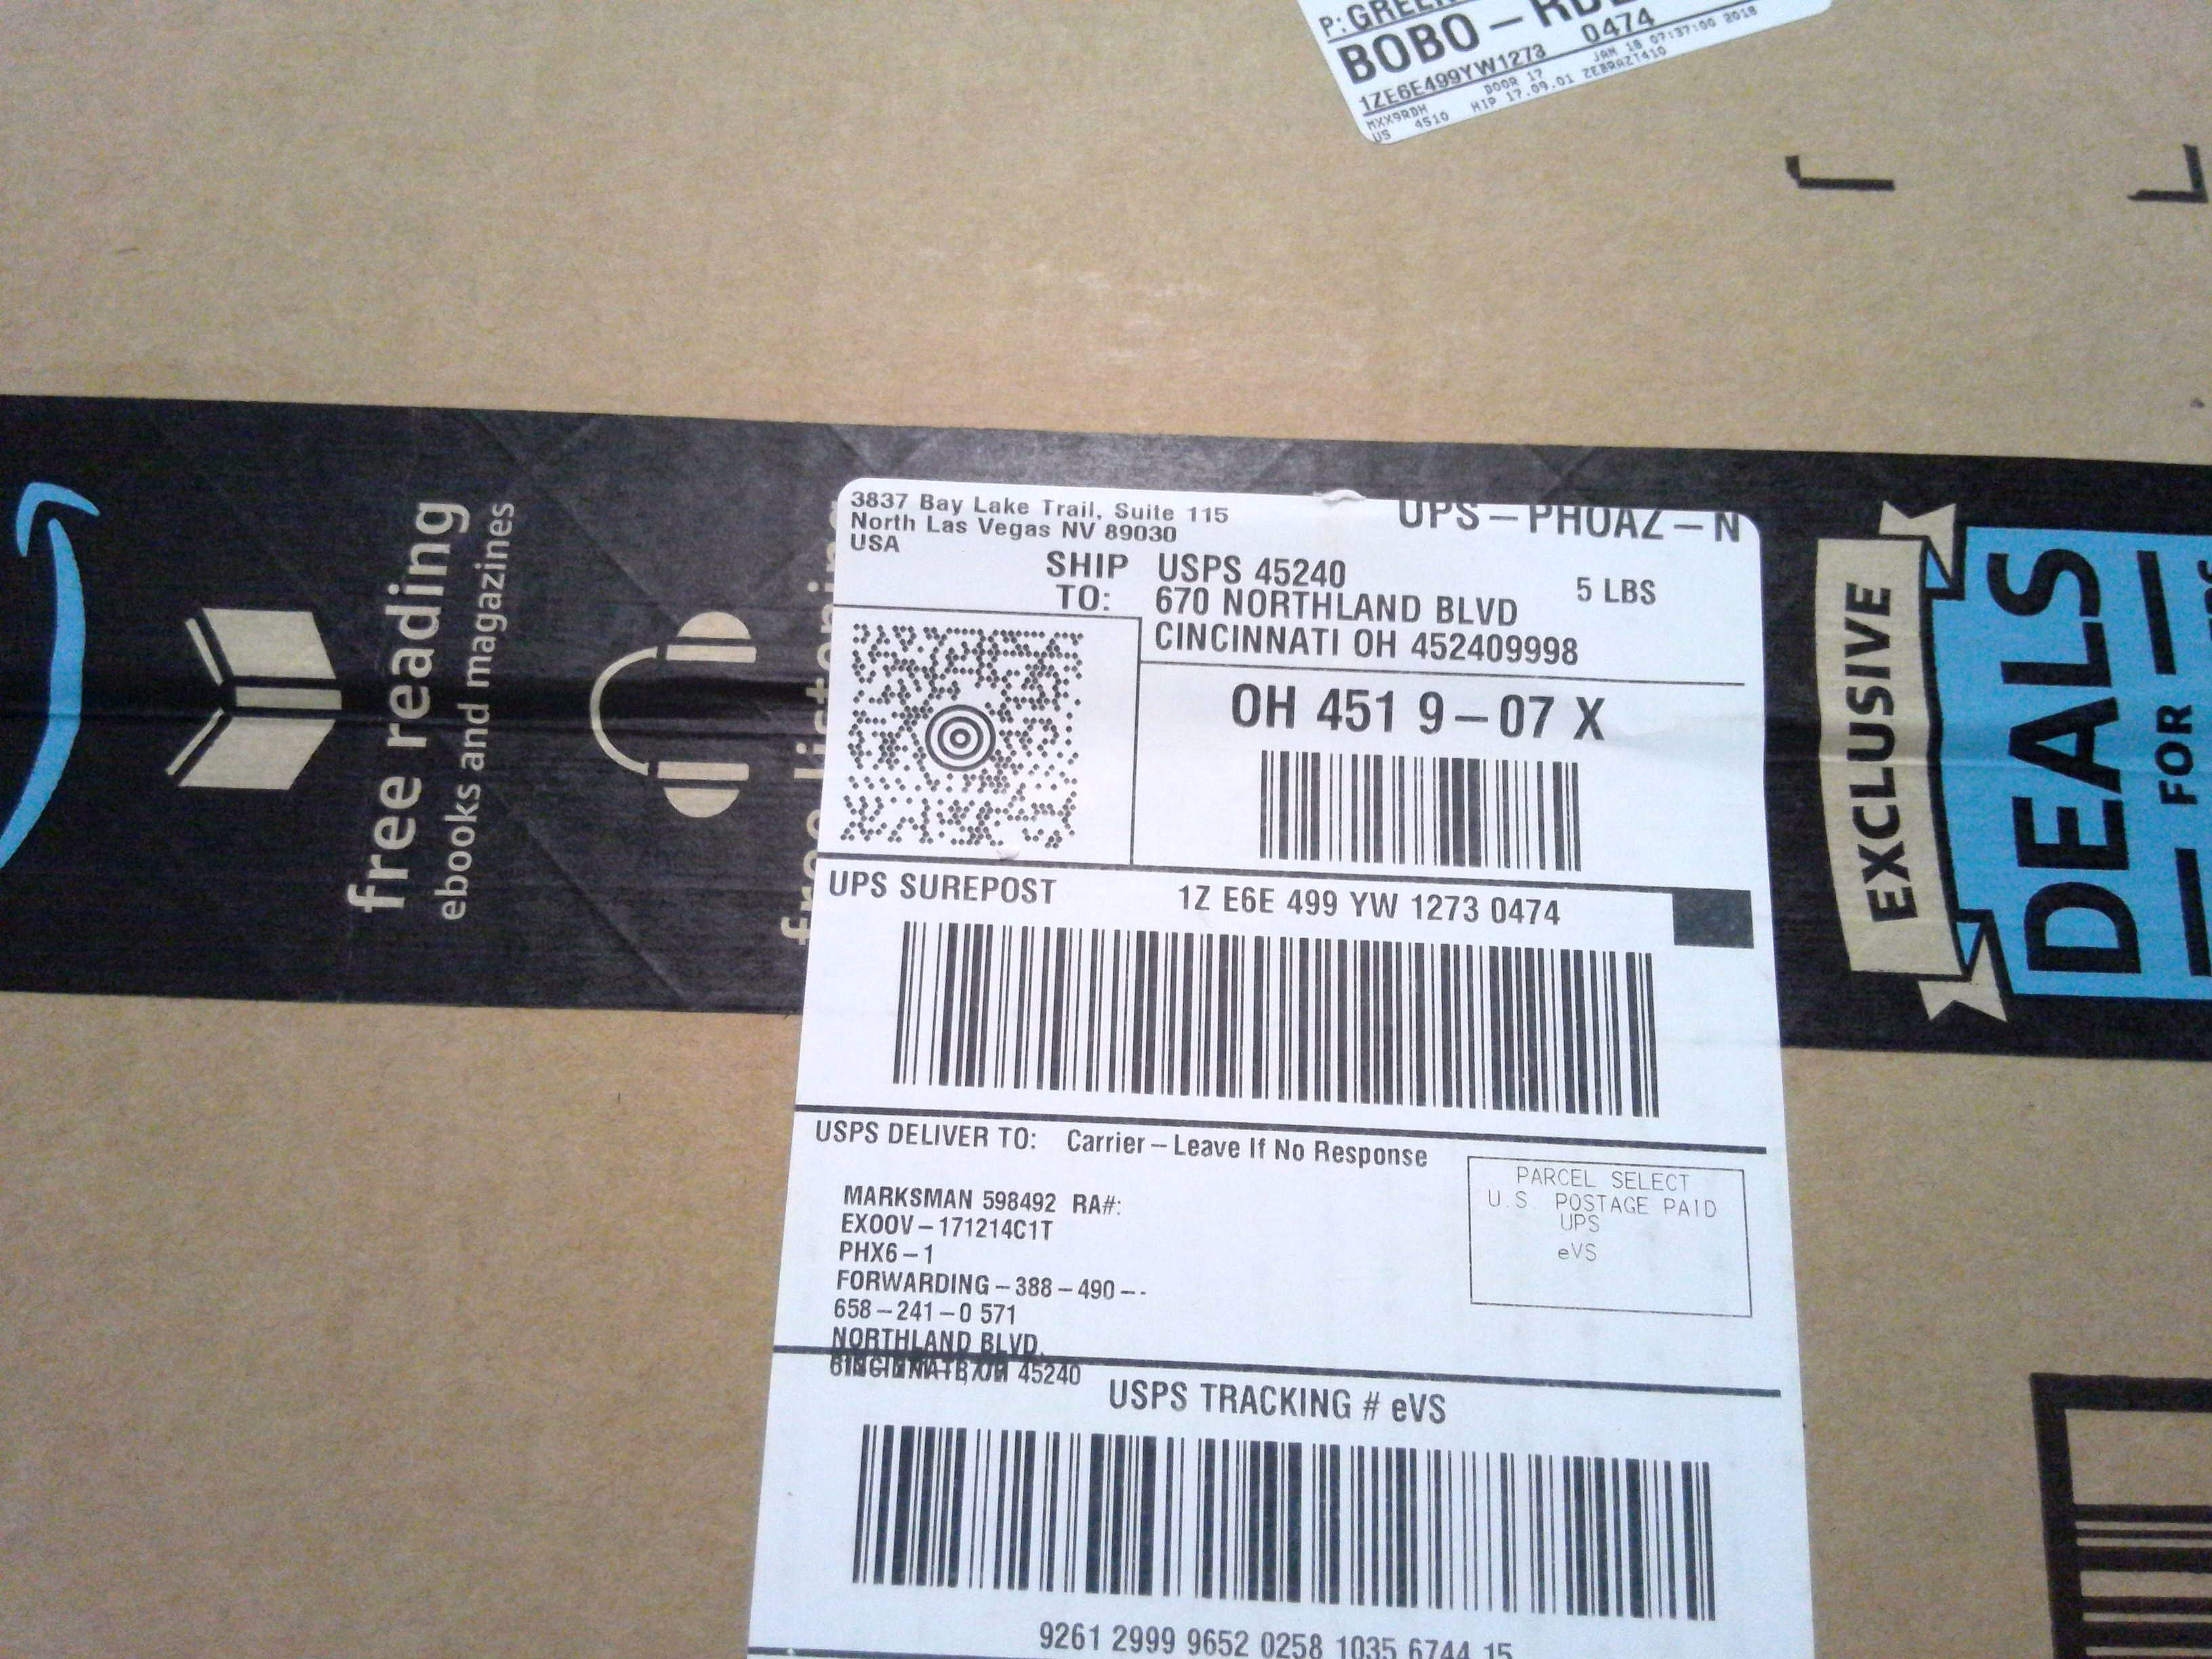 P: GREEN
BOBO – RDL
1ZE6E499YW1273 0474
MXX9RDH DOOR 17 JAN 18 07:37:00 2018
US 4510 HIP 17.09.01 ZEBRAZT410
free reading
ebooks and magazines
free listening
3837 Bay Lake Trail, Suite 115
North Las Vegas NV 89030
USA
UPS – PHOAZ – N
SHIP TO:
USPS 45240
670 NORTHLAND BLVD
CINCINNATI OH 452409998
5 LBS
OH 451 9 – 07 X
UPS SUREPOST
1Z E6E 499 YW 1273 0474
USPS DELIVER TO: Carrier – Leave If No Response
MARKSMAN 598492 RA#:
EX00V – 171214C1T
PHX6 – 1
FORWARDING – 388 – 490 – -
658 – 241 – 0 571
NORTHLAND BLVD.
45240
PARCEL SELECT
U.S POSTAGE PAID
UPS
eVS
USPS TRACKING # eVS
9261 2999 9652 0258 1035 6744 15
EXCLUSIVE
DEALS
FOR